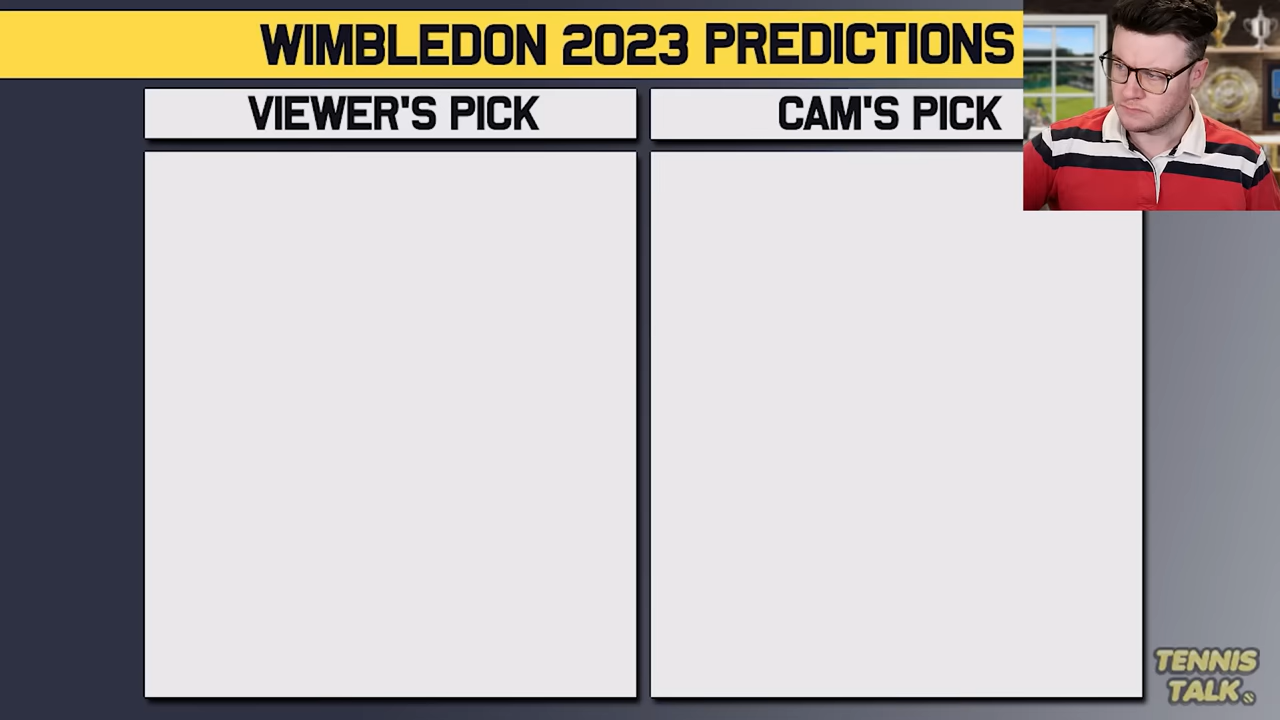 WIMBLEDON 2023 PREDICTIONS
VIEWER'S PICK
CAM'S PICK
TENNIS
TALK